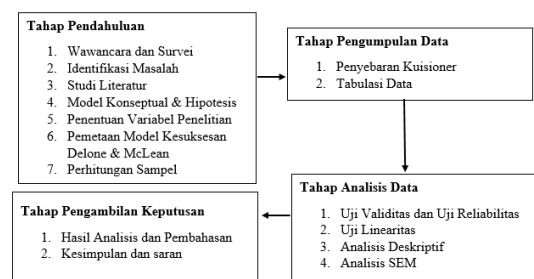 Tahap Pendahuluan
1. Wawancara dan Survei
2. Identifikasi Masalah
3. Studi Literatur
4. Model Konseptual & Hipotesis
5. Penentuan Variabel Penelitian
6. Pemetaan Model Kesuksesan
Delone & McLean
7. Perhitungan Sampel
Tahap Pengumpulan Data
1. Penyebaran Kuisioner
2. Tabulasi Data
Tahap Analisis Data
1. Uji Validitas dan Uji Reliabilitas
2. Uji Linearitas
3. Analisis Deskriptif
4. Analisis SEM
Tahap Pengambilan Keputusan
1. Hasil Analisis dan Pembahasan
2. Kesimpulan dan saran